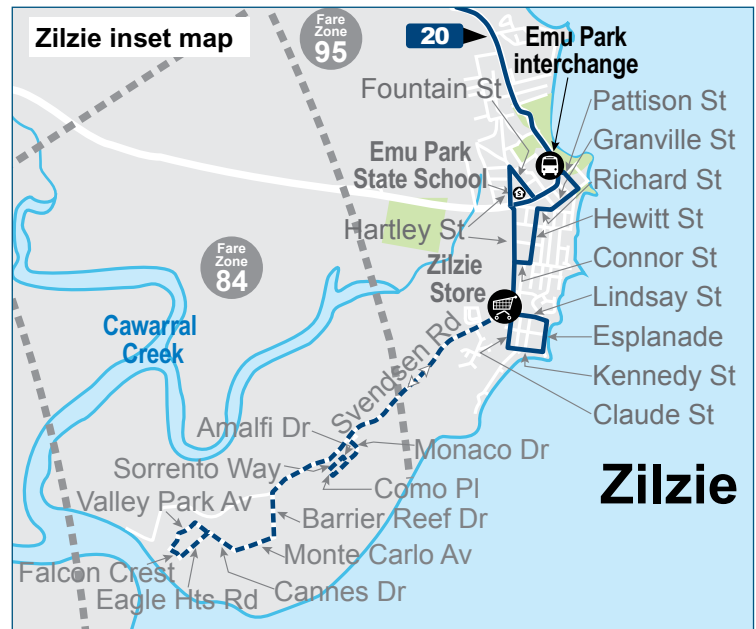 Zilzie inset map
Fare
Zone
95
20
Emu Park
interchange
Fountain St
Pattison St
Granville St
Emu Park
State School
S
Richard St
Hartley St
Hewitt St
Fare
Zone
84
Connor St
Zilzie
Store
Lindsay St
Cawarral
Creek
Esplanade
Svendsen Rd
Kennedy St
Claude St
Amalfi Dr
Monaco Dr
Sorrento Way
Como Pl
Zilzie
Valley Park Av
Barrier Reef Dr
Monte Carlo Av
Falcon Crest
Eagle Hts Rd
Cannes Dr